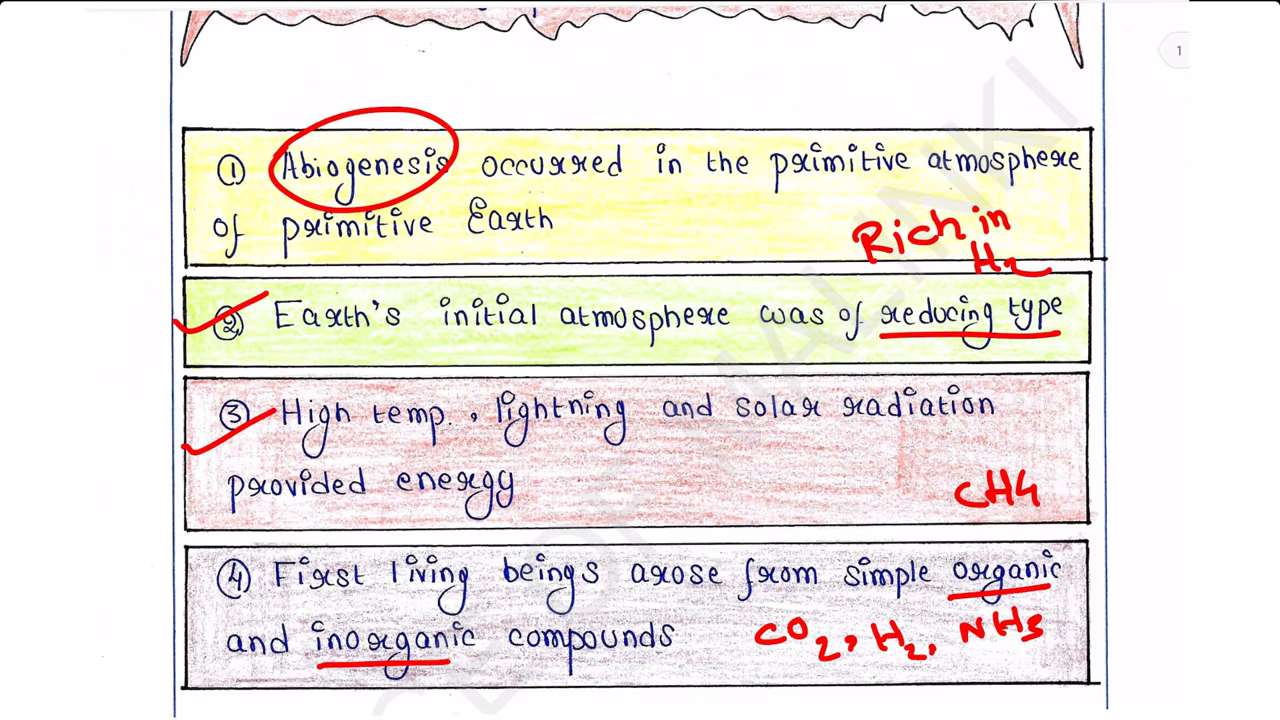 1
① Abiogenesis occurred in the primitive atmosphere
of primitive Earth
Rich in
H2
② Earth's initial atmosphere was of reducing type
③ High temp., lightning and solar radiation
provided energy
CH4
④ First living beings arose from simple organic
and inorganic compounds
CO2, H2, NH3